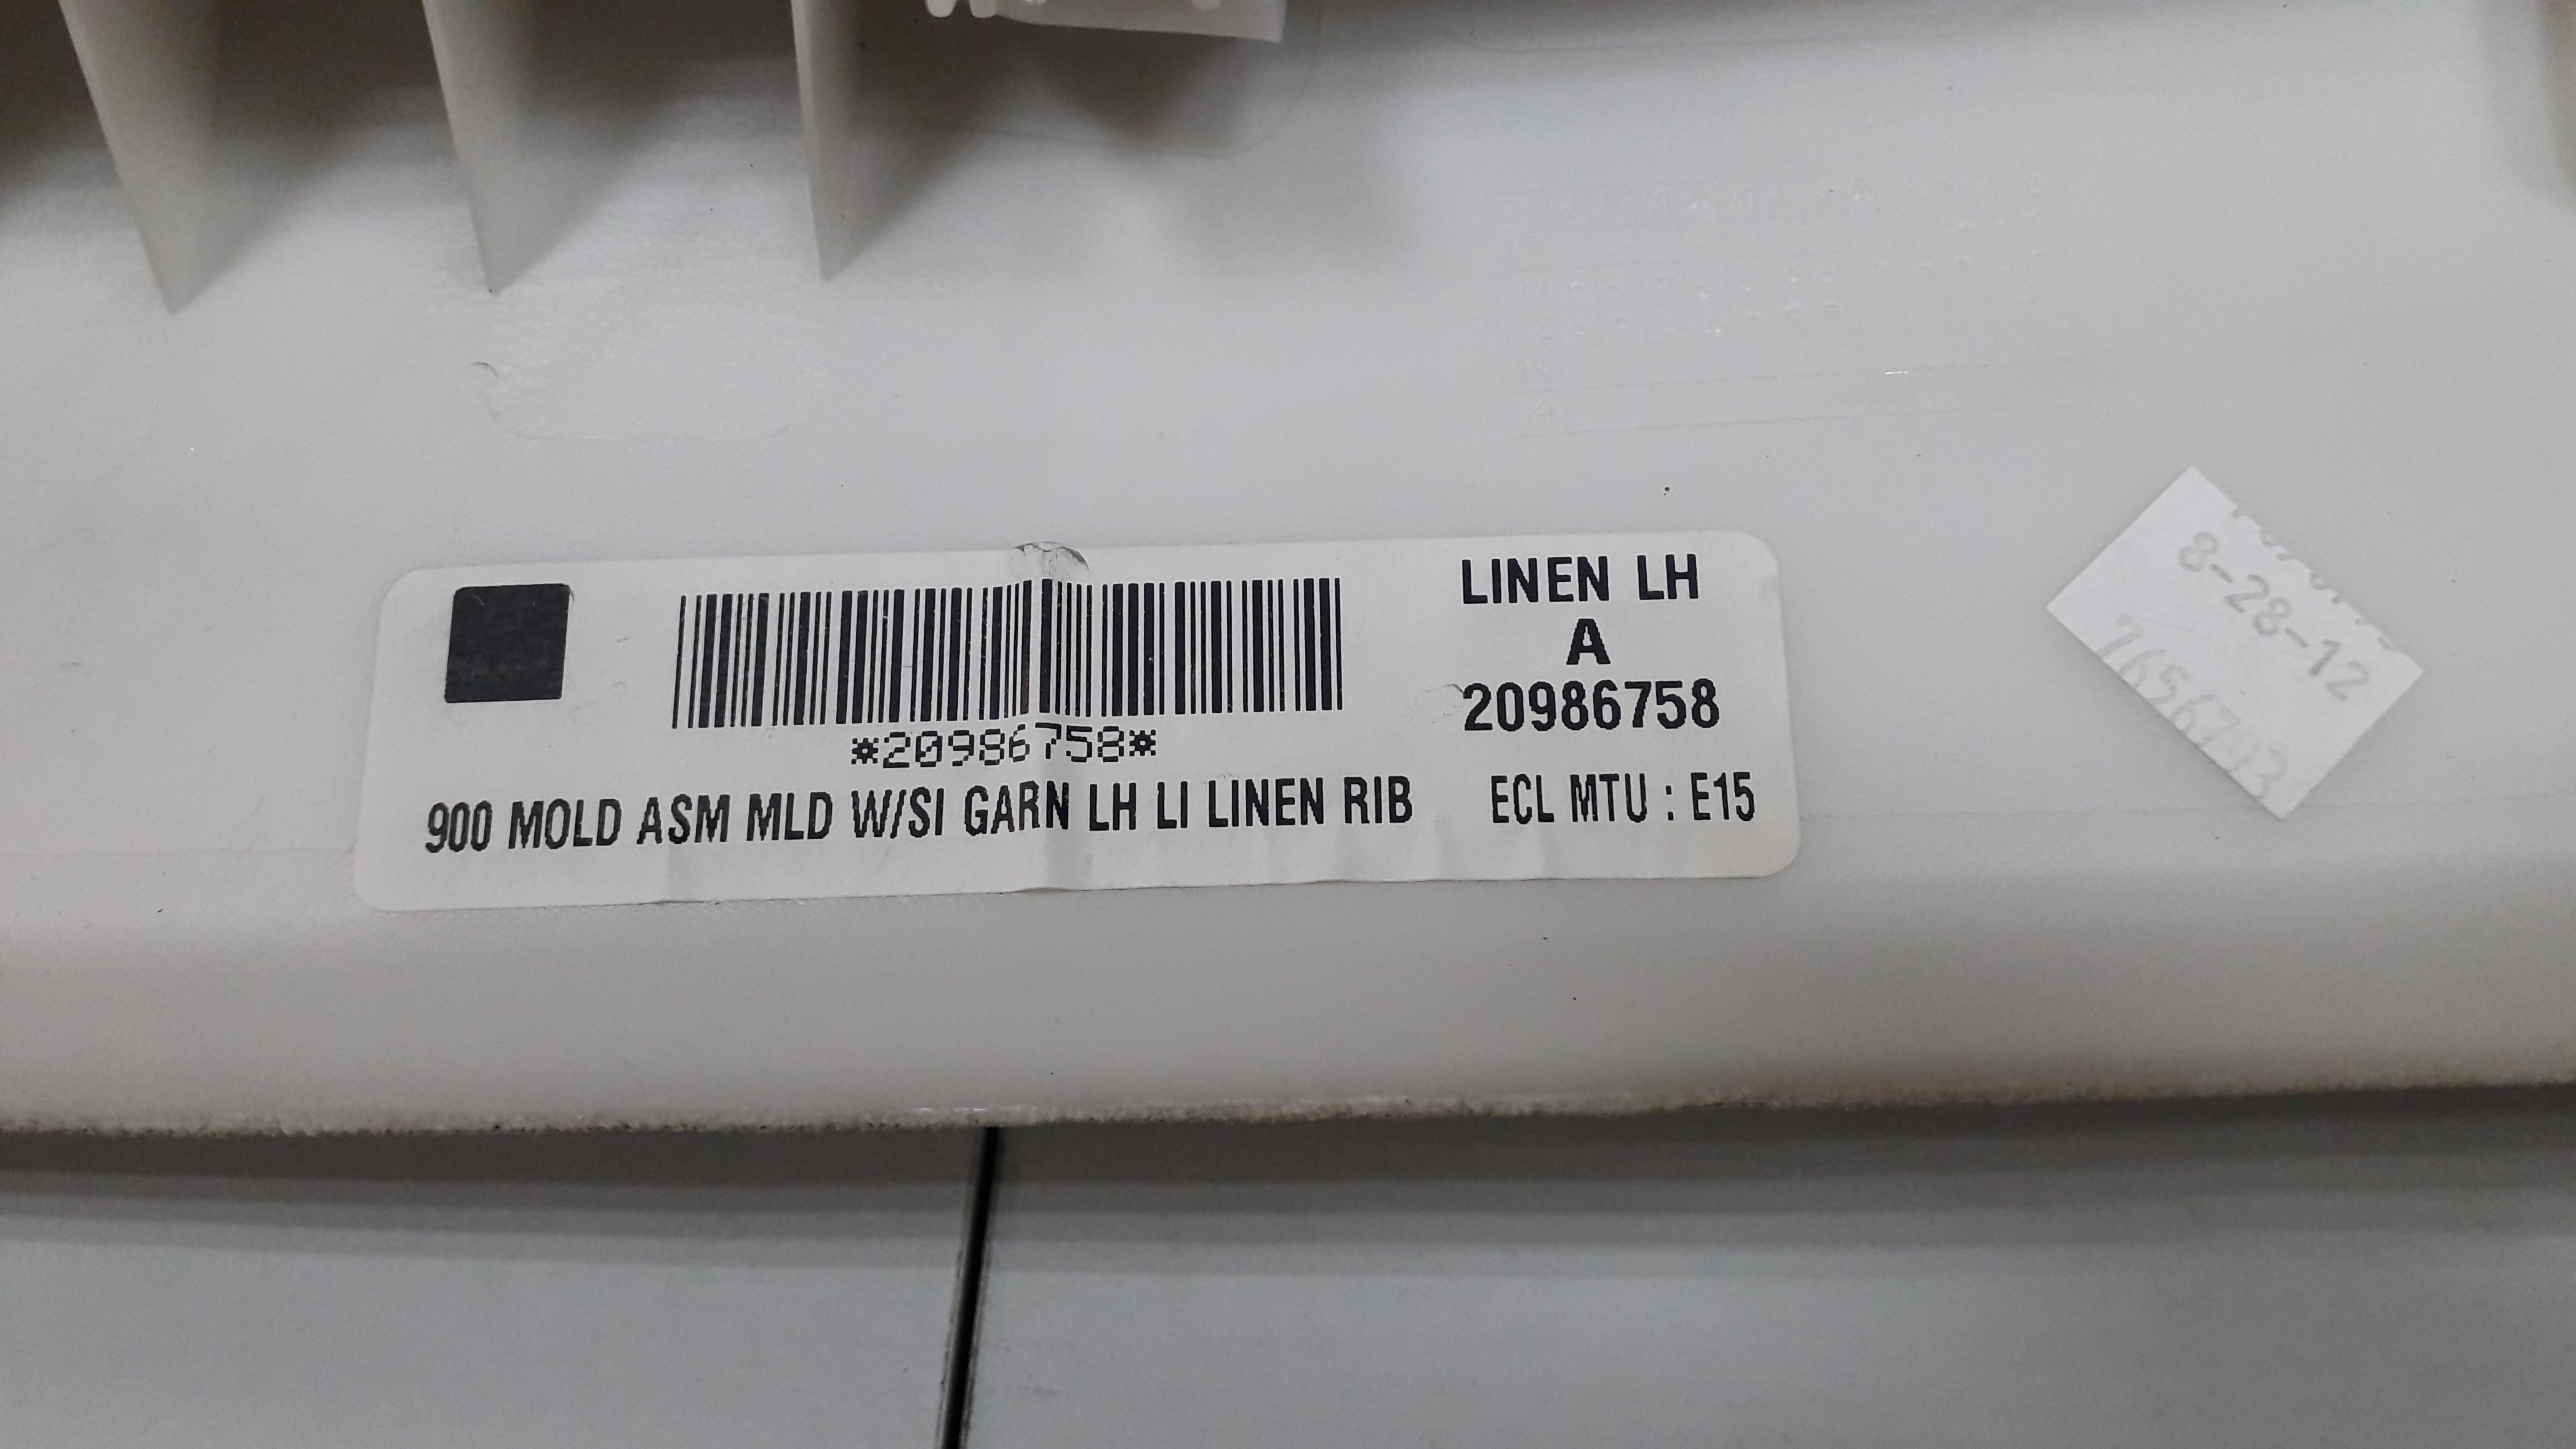 LINEN LH
A
20986758
*20986758*
900 MOLD ASM MLD W/SI GARN LH LI LINEN RIB
ECL MTU : E15
8-28-12
7656793